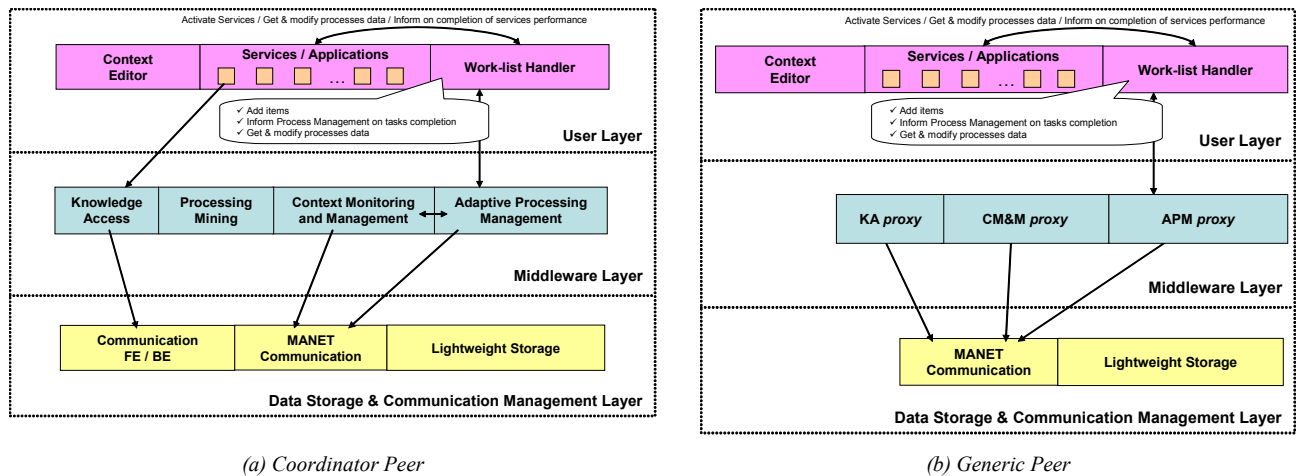 Activate Services / Get & modify processes data / Inform on completion of services performance
Context
Editor
Services / Applications
...
Work-list Handler
✓ Add items
✓ Inform Process Management on tasks completion
✓ Get & modify processes data
User Layer
Knowledge
Access
Processing
Mining
Context Monitoring
and Management
Adaptive Processing
Management
Middleware Layer
Communication
FE / BE
MANET
Communication
Lightweight Storage
Data Storage & Communication Management Layer
(a) Coordinator Peer
Activate Services / Get & modify processes data / Inform on completion of services performance
Context
Editor
Services / Applications
...
Work-list Handler
✓ Add items
✓ Inform Process Management on tasks completion
✓ Get & modify processes data
User Layer
KA proxy
CM&M proxy
APM proxy
Middleware Layer
MANET
Communication
Lightweight Storage
Data Storage & Communication Management Layer
(b) Generic Peer